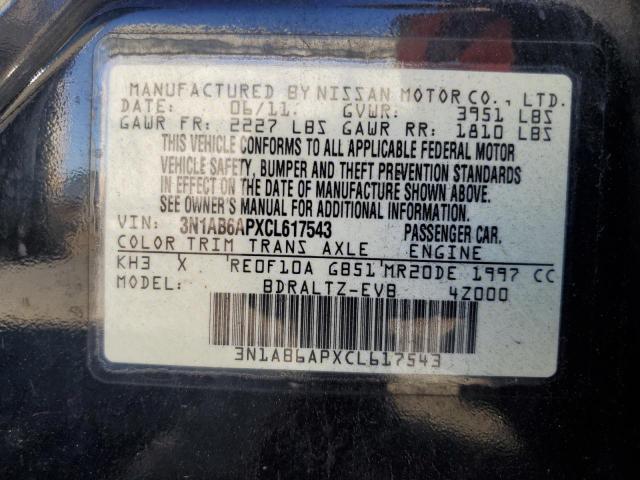 MANUFACTURED BY NISSAN MOTOR CO., LTD.
DATE: 06/11 GVWR: 3951 LBS
GAWR FR: 2227 LBS GAWR RR: 1810 LBS
THIS VEHICLE CONFORMS TO ALL APPLICABLE FEDERAL MOTOR
VEHICLE SAFETY, BUMPER AND THEFT PREVENTION STANDARDS
IN EFFECT ON THE DATE OF MANUFACTURE SHOWN ABOVE.
SEE OWNER'S MANUAL FOR ADDITIONAL INFORMATION.
VIN: 3N1AB6APXCL617543 PASSENGER CAR.
COLOR TRIM TRANS AXLE ENGINE
KH3 X RE0F10A GB51 MR20DE 1997 CC
MODEL: BDRALTZ-EVB 4Z000
3N1AB6APXCL617543